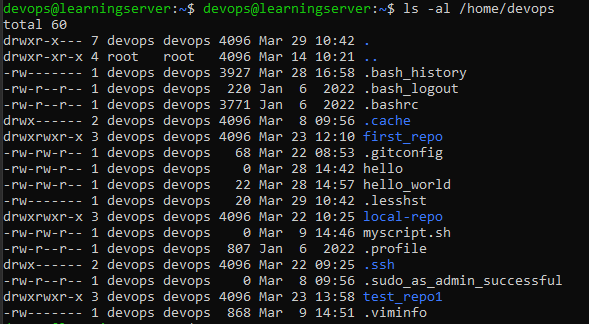 devops@learningserver:~$ devops@learningserver:~$ ls -al /home/devops
total 60
drwxr-x--- 7 devops devops 4096 Mar 29 10:42 .
drwxr-xr-x 4 root   root   4096 Mar 14 10:21 ..
-rw------- 1 devops devops 3927 Mar 28 16:58 .bash_history
-rw-r--r-- 1 devops devops  220 Jan  6  2022 .bash_logout
-rw-r--r-- 1 devops devops 3771 Jan  6  2022 .bashrc
drwx------ 2 devops devops 4096 Mar  8 09:56 .cache
drwxrwxr-x 3 devops devops 4096 Mar 23 12:10 first_repo
-rw-rw-r-- 1 devops devops   68 Mar 22 08:53 .gitconfig
-rw-rw-r-- 1 devops devops    0 Mar 28 14:42 hello
-rw-rw-r-- 1 devops devops   22 Mar 28 14:57 hello_world
-rw------- 1 devops devops   20 Mar 29 10:42 .lesshst
drwxrwxr-x 3 devops devops 4096 Mar 22 10:25 local-repo
-rw-rw-r-- 1 devops devops    0 Mar  9 14:46 myscript.sh
-rw-r--r-- 1 devops devops  807 Jan  6  2022 .profile
drwx------ 2 devops devops 4096 Mar 22 09:25 .ssh
-rw-r--r-- 1 devops devops    0 Mar  8 09:56 .sudo_as_admin_successful
drwxrwxr-x 3 devops devops 4096 Mar 23 13:58 test_repo1
-rw------- 1 devops devops  868 Mar  9 14:51 .viminfo